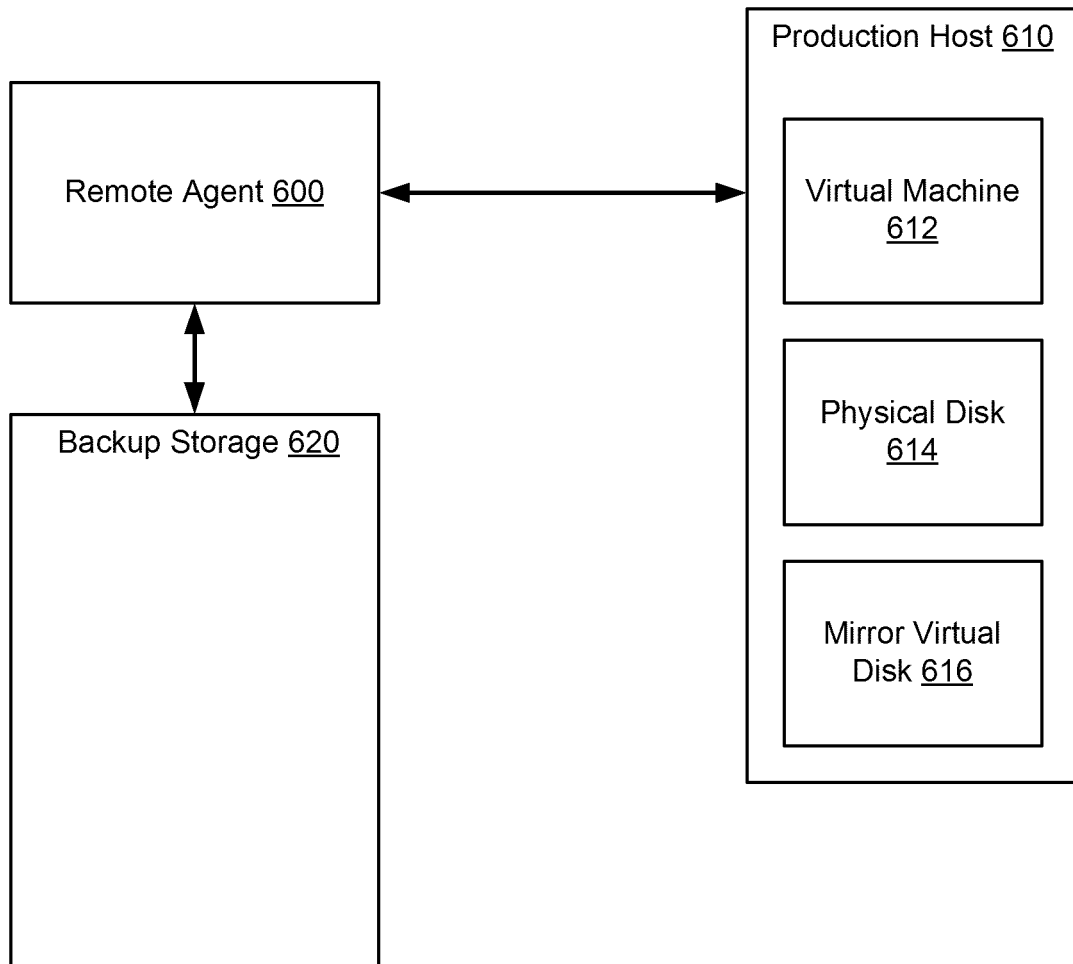 Production Host 610
Remote Agent 600
Virtual Machine
612
Physical Disk
614
Backup Storage 620
Mirror Virtual
Disk 616